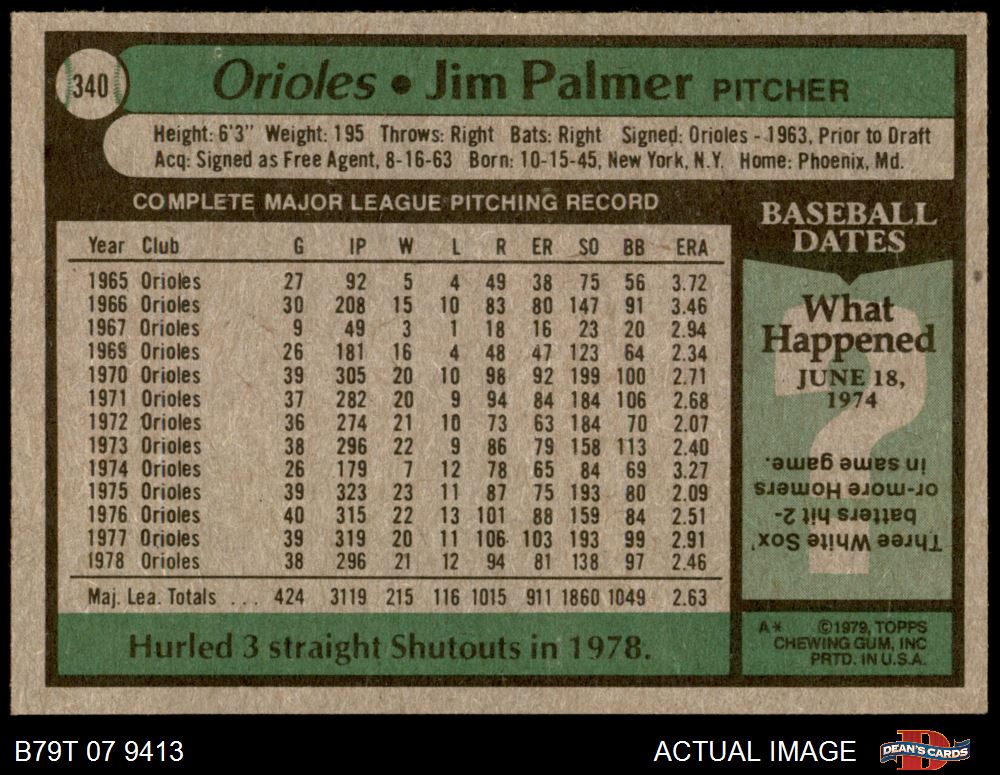 340
Orioles • Jim Palmer PITCHER
Height: 6'3" Weight: 195 Throws: Right Bats: Right Signed: Orioles - 1963, Prior to Draft
Acq: Signed as Free Agent, 8-16-63 Born: 10-15-45, New York, N.Y. Home: Phoenix, Md.
COMPLETE MAJOR LEAGUE PITCHING RECORD
Year Club G IP W L R ER SO BB ERA
1965 Orioles 27 92 5 4 49 38 75 56 3.72
1966 Orioles 30 208 15 10 83 80 147 91 3.46
1967 Orioles 9 49 3 1 18 16 23 20 2.94
1969 Orioles 26 181 16 4 48 47 123 64 2.34
1970 Orioles 39 305 20 10 98 92 199 100 2.71
1971 Orioles 37 282 20 9 94 84 184 106 2.68
1972 Orioles 36 274 21 10 73 63 184 70 2.07
1973 Orioles 38 296 22 9 86 79 158 113 2.40
1974 Orioles 26 179 7 12 78 65 84 69 3.27
1975 Orioles 39 323 23 11 87 75 193 80 2.09
1976 Orioles 40 315 22 13 101 88 159 84 2.51
1977 Orioles 39 319 20 11 106 103 193 99 2.91
1978 Orioles 38 296 21 12 94 81 138 97 2.46
Maj. Lea. Totals ... 424 3119 215 116 1015 911 1860 1049 2.63
Hurled 3 straight Shutouts in 1978.
BASEBALL
DATES
What
Happened
JUNE 18,
1974
?
Three White Sox'
batters hit 2-
or-more Homers
in same game.
A* ©1979, TOPPS
CHEWING GUM, INC
PRTD. IN U.S.A.
B79T 07 9413
ACTUAL IMAGE
D
DEAN'S CARDS